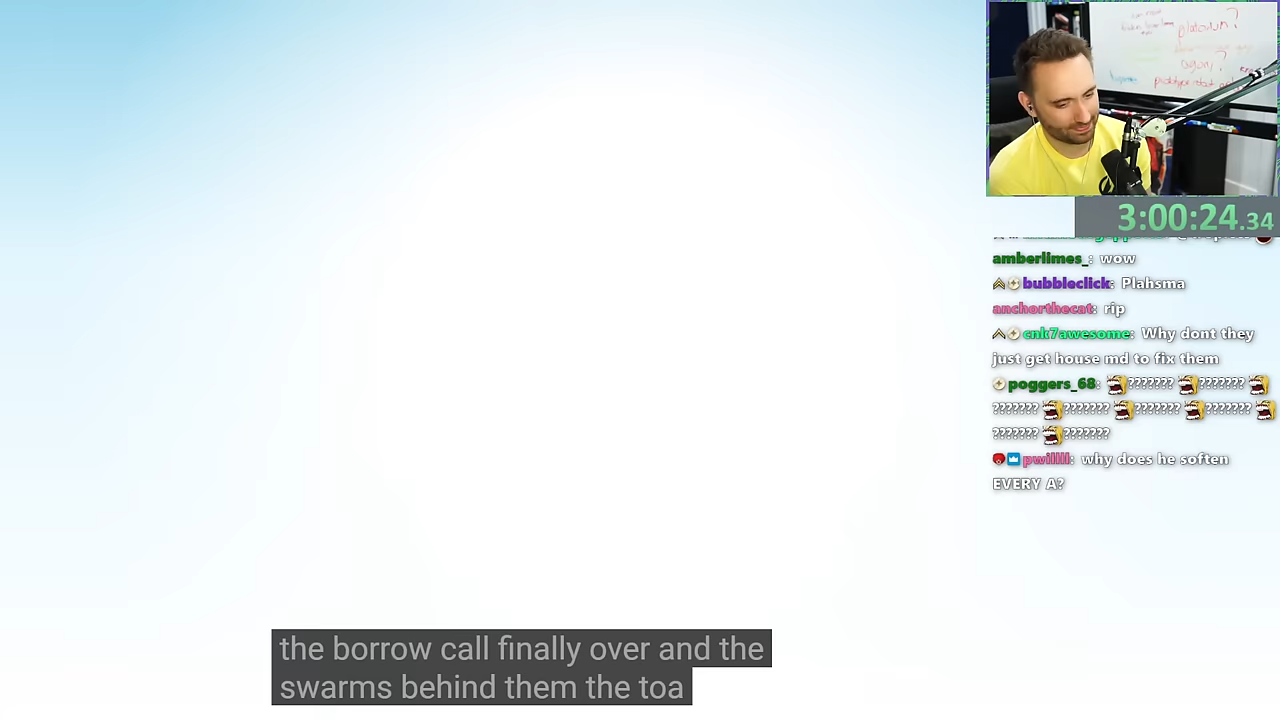 platoun?
agori?
3:00:24.34
amberlimes_: wow
bubbleclick: Plahsma
anchorthecat: rip
cnk7awesome: Why dont they
just get house md to fix them
poggers_68: ??????? ???????
??????? ??????? ??????? ???????
??????? ???????
pwillll: why does he soften
EVERY A?
the borrow call finally over and the
swarms behind them the toa